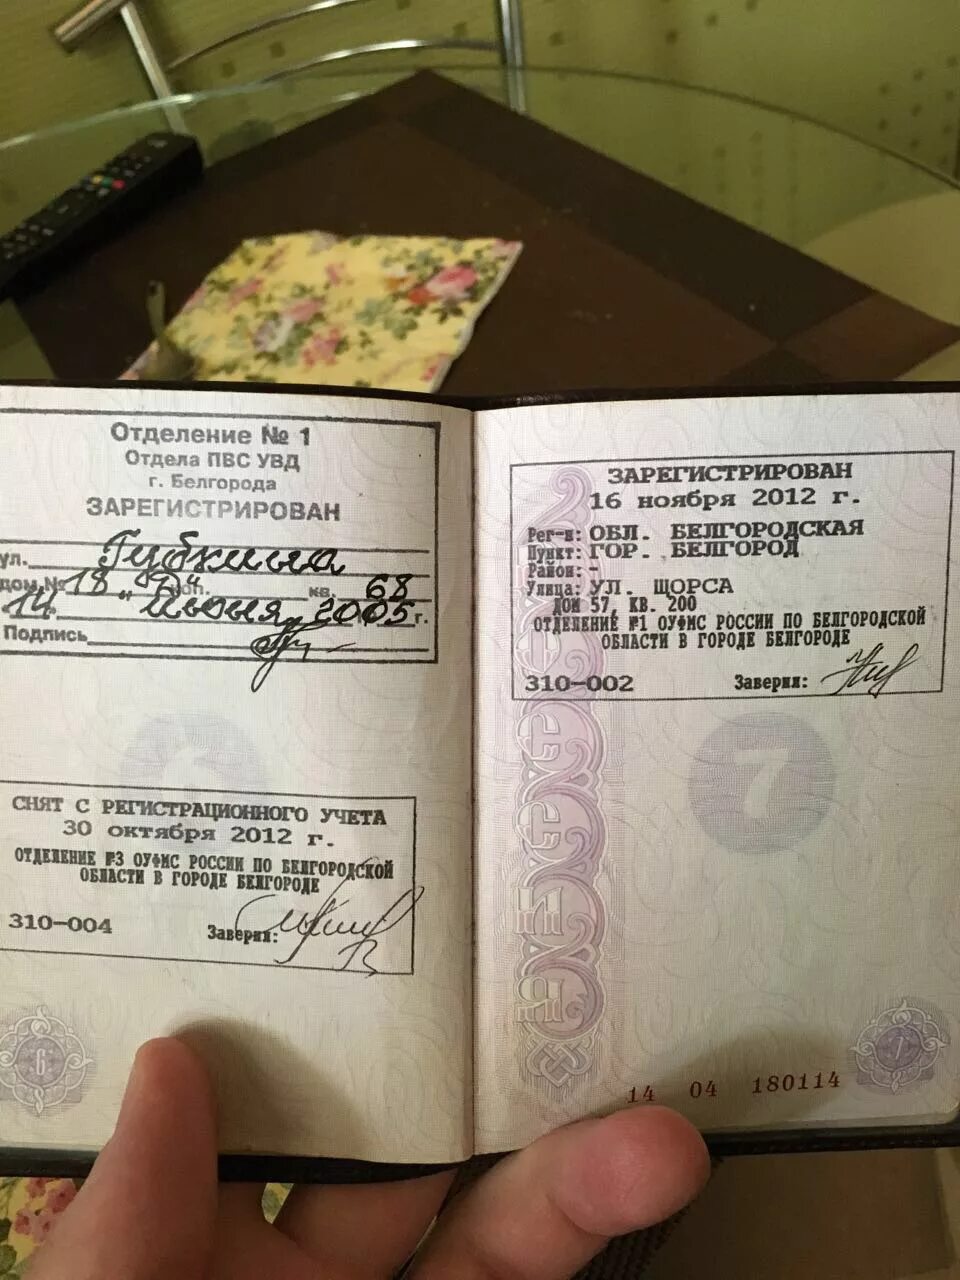 Отделение № 1
Отдела ПВС УВД
г. Белгорода
ЗАРЕГИСТРИРОВАН
ул. Губкина
дом № 18 "Д" коп. кв. 68
14 " июня 2005 г.
Подпись
СНЯТ С РЕГИСТРАЦИОННОГО УЧЕТА
30 октября 2012 г.
ОТДЕЛЕНИЕ №3 ОУФМС РОССИИ ПО БЕЛГОРОДСКОЙ
ОБЛАСТИ В ГОРОДЕ БЕЛГОРОДЕ
310-004 Заверил:
6
ЗАРЕГИСТРИРОВАН
16 ноября 2012 г.
Рег-н: ОБЛ. БЕЛГОРОДСКАЯ
Пункт: ГОР. БЕЛГОРОД
Район: -
Улица: УЛ. ЩОРСА
ДОМ 57, КВ. 200
ОТДЕЛЕНИЕ №1 ОУФМС РОССИИ ПО БЕЛГОРОДСКОЙ
ОБЛАСТИ В ГОРОДЕ БЕЛГОРОДЕ
310-002 Заверил:
7
7
14 04 180114